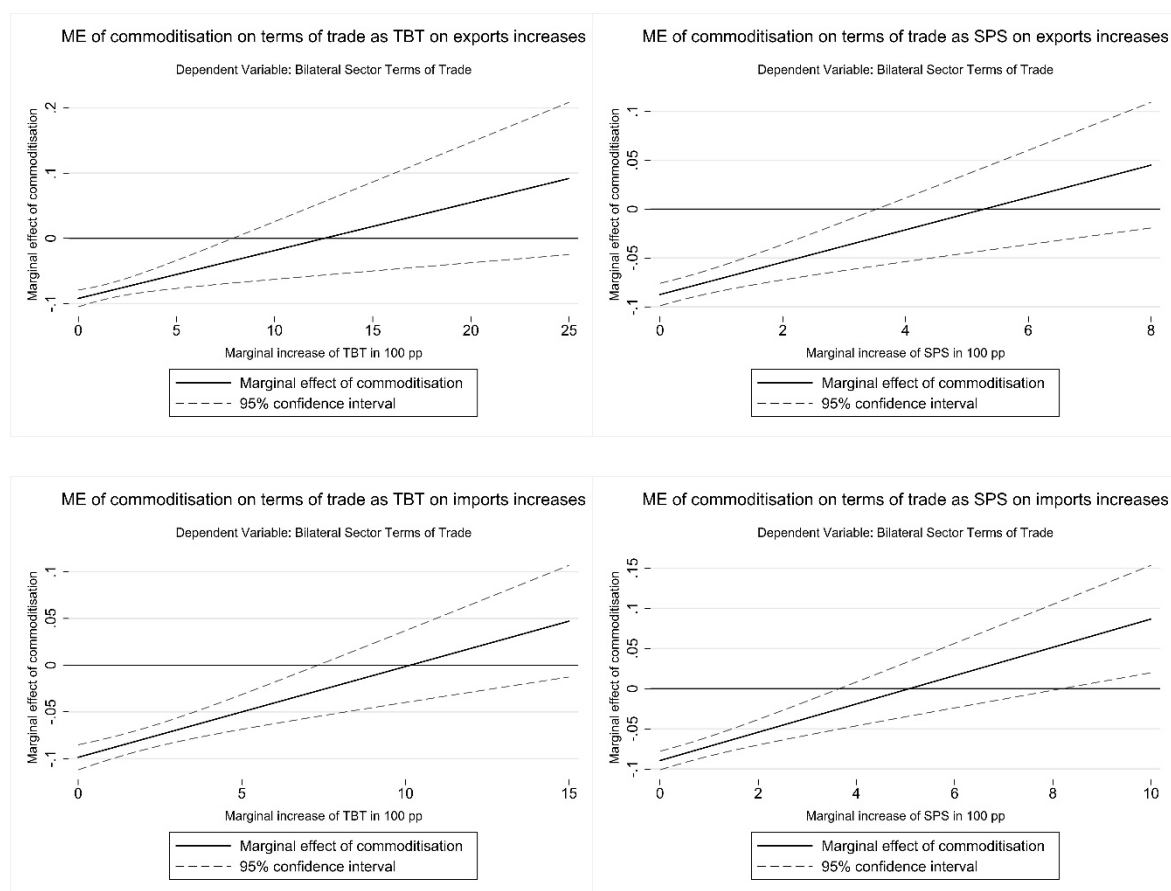 ME of commoditisation on terms of trade as TBT on exports increases
Dependent Variable: Bilateral Sector Terms of Trade
Marginal effect of commoditisation
.2
.1
0
-.1
0 5 10 15 20 25
Marginal increase of TBT in 100 pp
Marginal effect of commoditisation
95% confidence interval
ME of commoditisation on terms of trade as SPS on exports increases
Dependent Variable: Bilateral Sector Terms of Trade
Marginal effect of commoditisation
.1
.05
0
-.05
-.1
0 2 4 6 8
Marginal increase of SPS in 100 pp
Marginal effect of commoditisation
95% confidence interval
ME of commoditisation on terms of trade as TBT on imports increases
Dependent Variable: Bilateral Sector Terms of Trade
Marginal effect of commoditisation
.1
.05
0
-.05
-.1
0 5 10 15
Marginal increase of TBT in 100 pp
Marginal effect of commoditisation
95% confidence interval
ME of commoditisation on terms of trade as SPS on imports increases
Dependent Variable: Bilateral Sector Terms of Trade
Marginal effect of commoditisation
.15
.1
.05
0
-.05
-.1
0 2 4 6 8 10
Marginal increase of SPS in 100 pp
Marginal effect of commoditisation
95% confidence interval